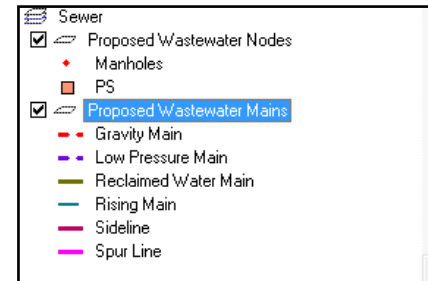 Sewer
Proposed Wastewater Nodes
Manholes
PS
Proposed Wastewater Mains
Gravity Main
Low Pressure Main
Reclaimed Water Main
Rising Main
Sideline
Spur Line